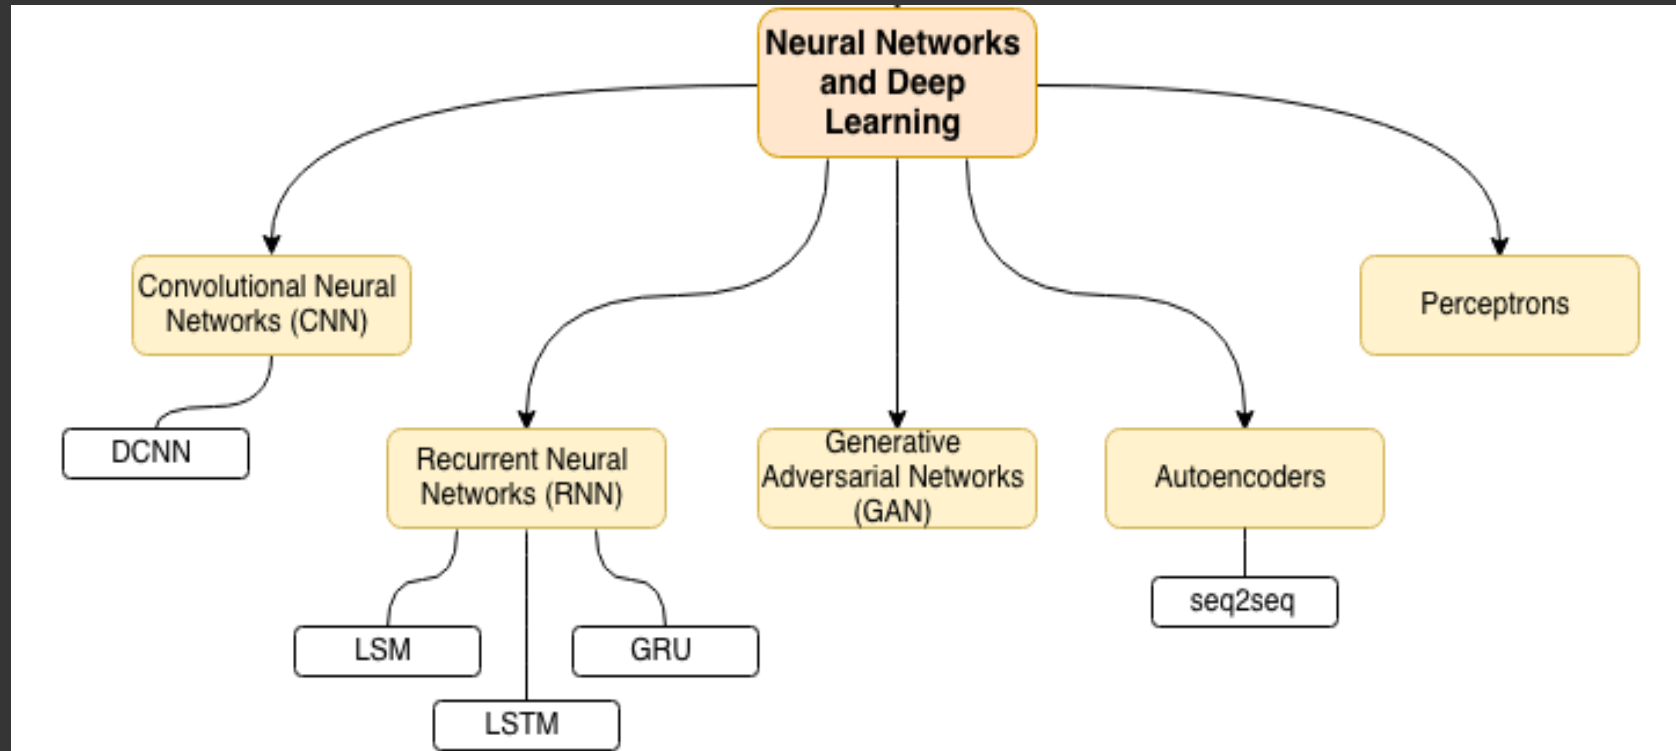 Neural Networks
and Deep
Learning
Convolutional Neural
Networks (CNN)
Perceptrons
DCNN
Recurrent Neural
Networks (RNN)
Generative
Adversarial Networks
(GAN)
Autoencoders
seq2seq
LSM
GRU
LSTM